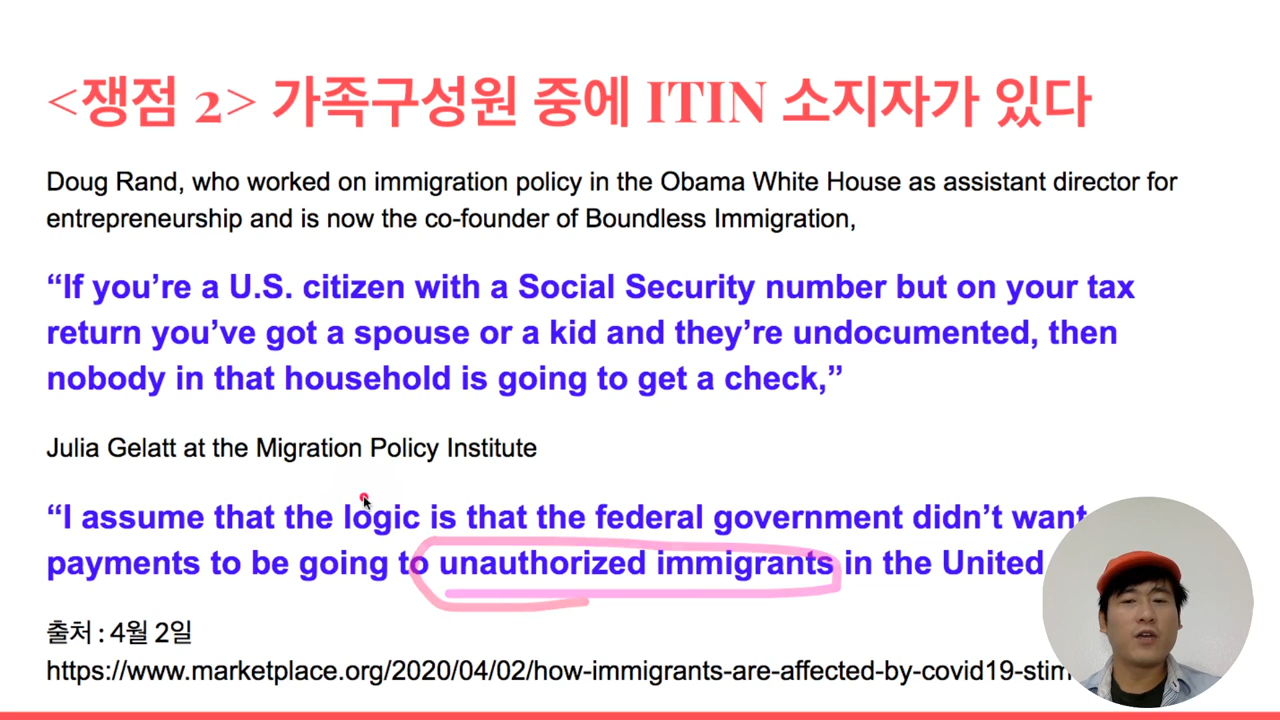 <쟁점 2> 가족구성원 중에 ITIN 소지자가 있다
Doug Rand, who worked on immigration policy in the Obama White House as assistant director for
entrepreneurship and is now the co-founder of Boundless Immigration,
“If you’re a U.S. citizen with a Social Security number but on your tax
return you’ve got a spouse or a kid and they’re undocumented, then
nobody in that household is going to get a check,”
Julia Gelatt at the Migration Policy Institute
“I assume that the logic is that the federal government didn’t want
payments to be going to unauthorized immigrants in the United
출처 : 4월 2일
https://www.marketplace.org/2020/04/02/how-immigrants-are-affected-by-covid19-stim